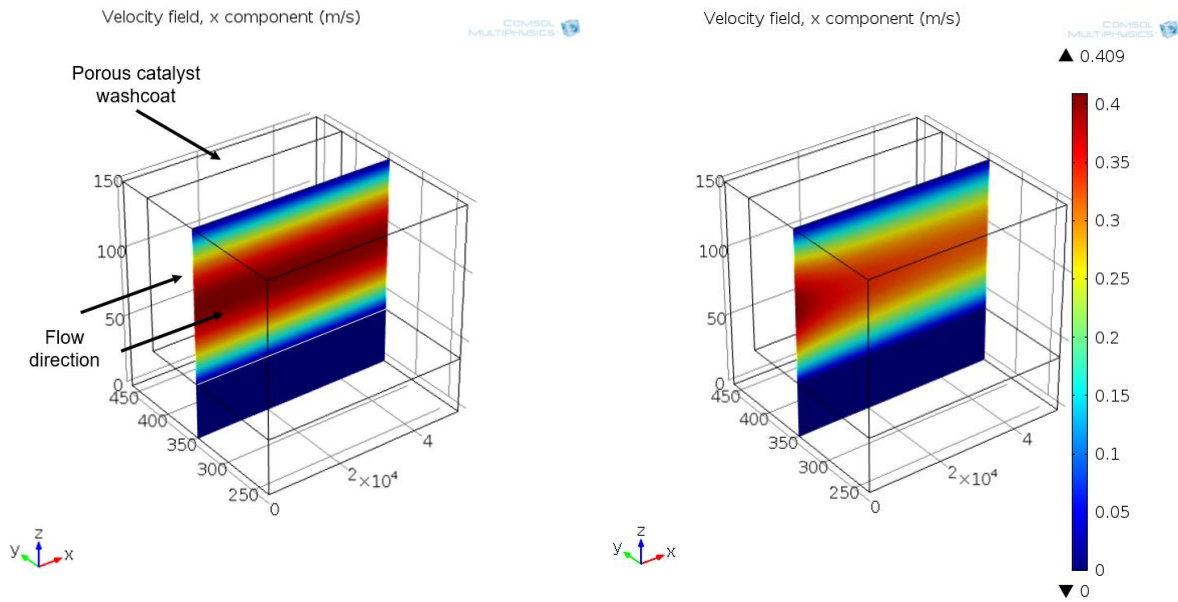 Velocity field, x component (m/s)
COMSOL
MULTIPHYSICS
Porous catalyst
washcoat
150
100
50
0
450
400
350
300
250
0
2×10⁴
4
Flow
direction
y
z
x
Velocity field, x component (m/s)
COMSOL
MULTIPHYSICS
150
100
50
0
450
400
350
300
250
0
2×10⁴
4
y
z
x
▲ 0.409
0.4
0.35
0.3
0.25
0.2
0.15
0.1
0.05
0
▼ 0